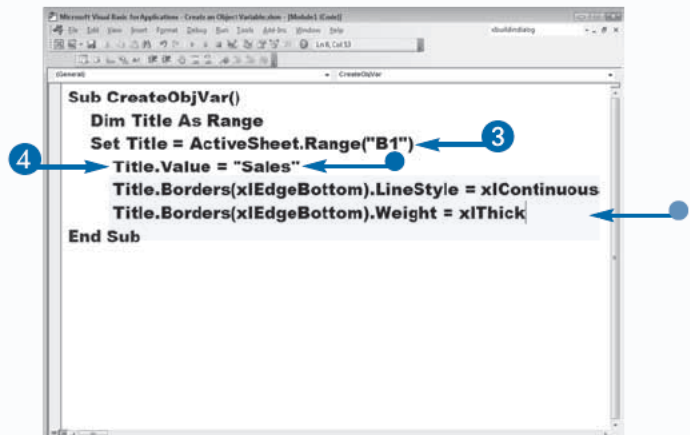 Microsoft Visual Basic for Applications - Create an Object Variable.xlsm - [Module1 (Code)]
File Edit View Insert Format Debug Run Tools Add-Ins Window Help
Ln 8, Col 53
(General)
CreateObjVar
Sub CreateObjVar()
Dim Title As Range
Set Title = ActiveSheet.Range("B1")
3
4
Title.Value = "Sales"
Title.Borders(xlEdgeBottom).LineStyle = xlContinuous
Title.Borders(xlEdgeBottom).Weight = xlThick
End Sub